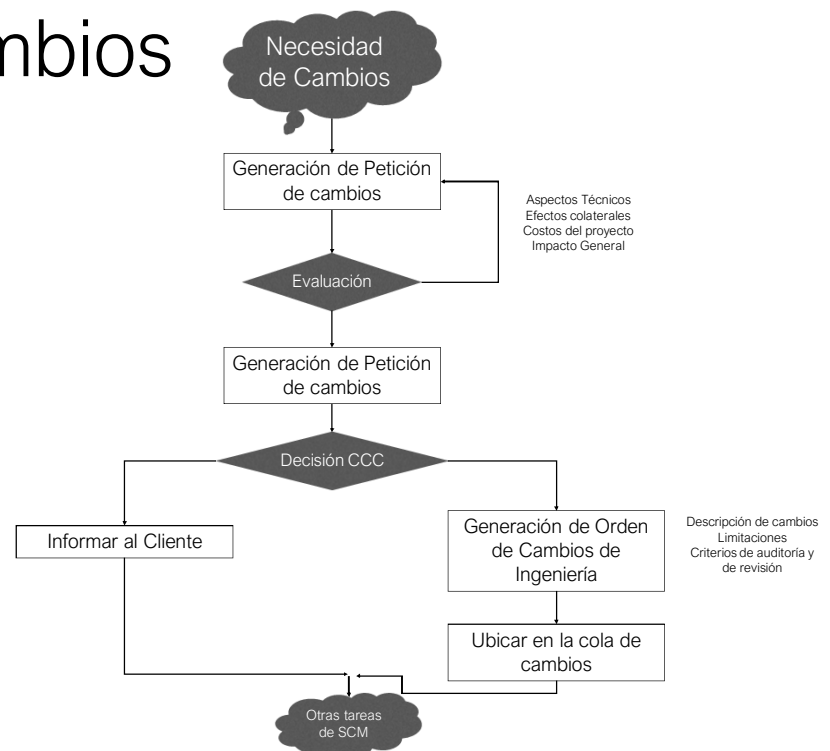 mbios
Necesidad
de Cambios
Generación de Petición
de cambios
Aspectos Técnicos
Efectos colaterales
Costos del proyecto
Impacto General
Evaluación
Generación de Petición
de cambios
Decisión CCC
Informar al Cliente
Generación de Orden
de Cambios de
Ingeniería
Descripción de cambios
Limitaciones
Criterios de auditoría y
de revisión
Ubicar en la cola de
cambios
Otras tareas
de SCM